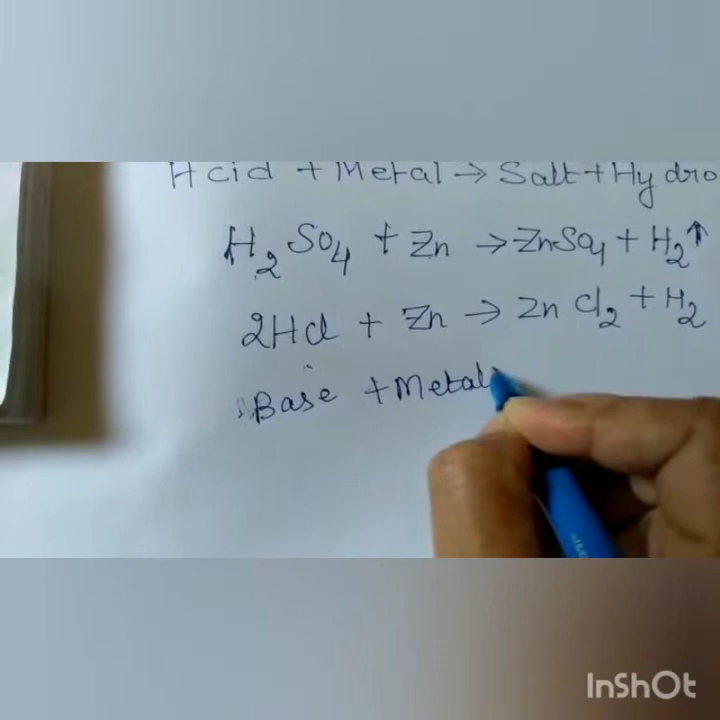 Acid + Metal → Salt + Hydro
H₂SO₄ + Zn → ZnSO₄ + H₂↑
2HCl + Zn → ZnCl₂ + H₂
Base + Metal
InShOt